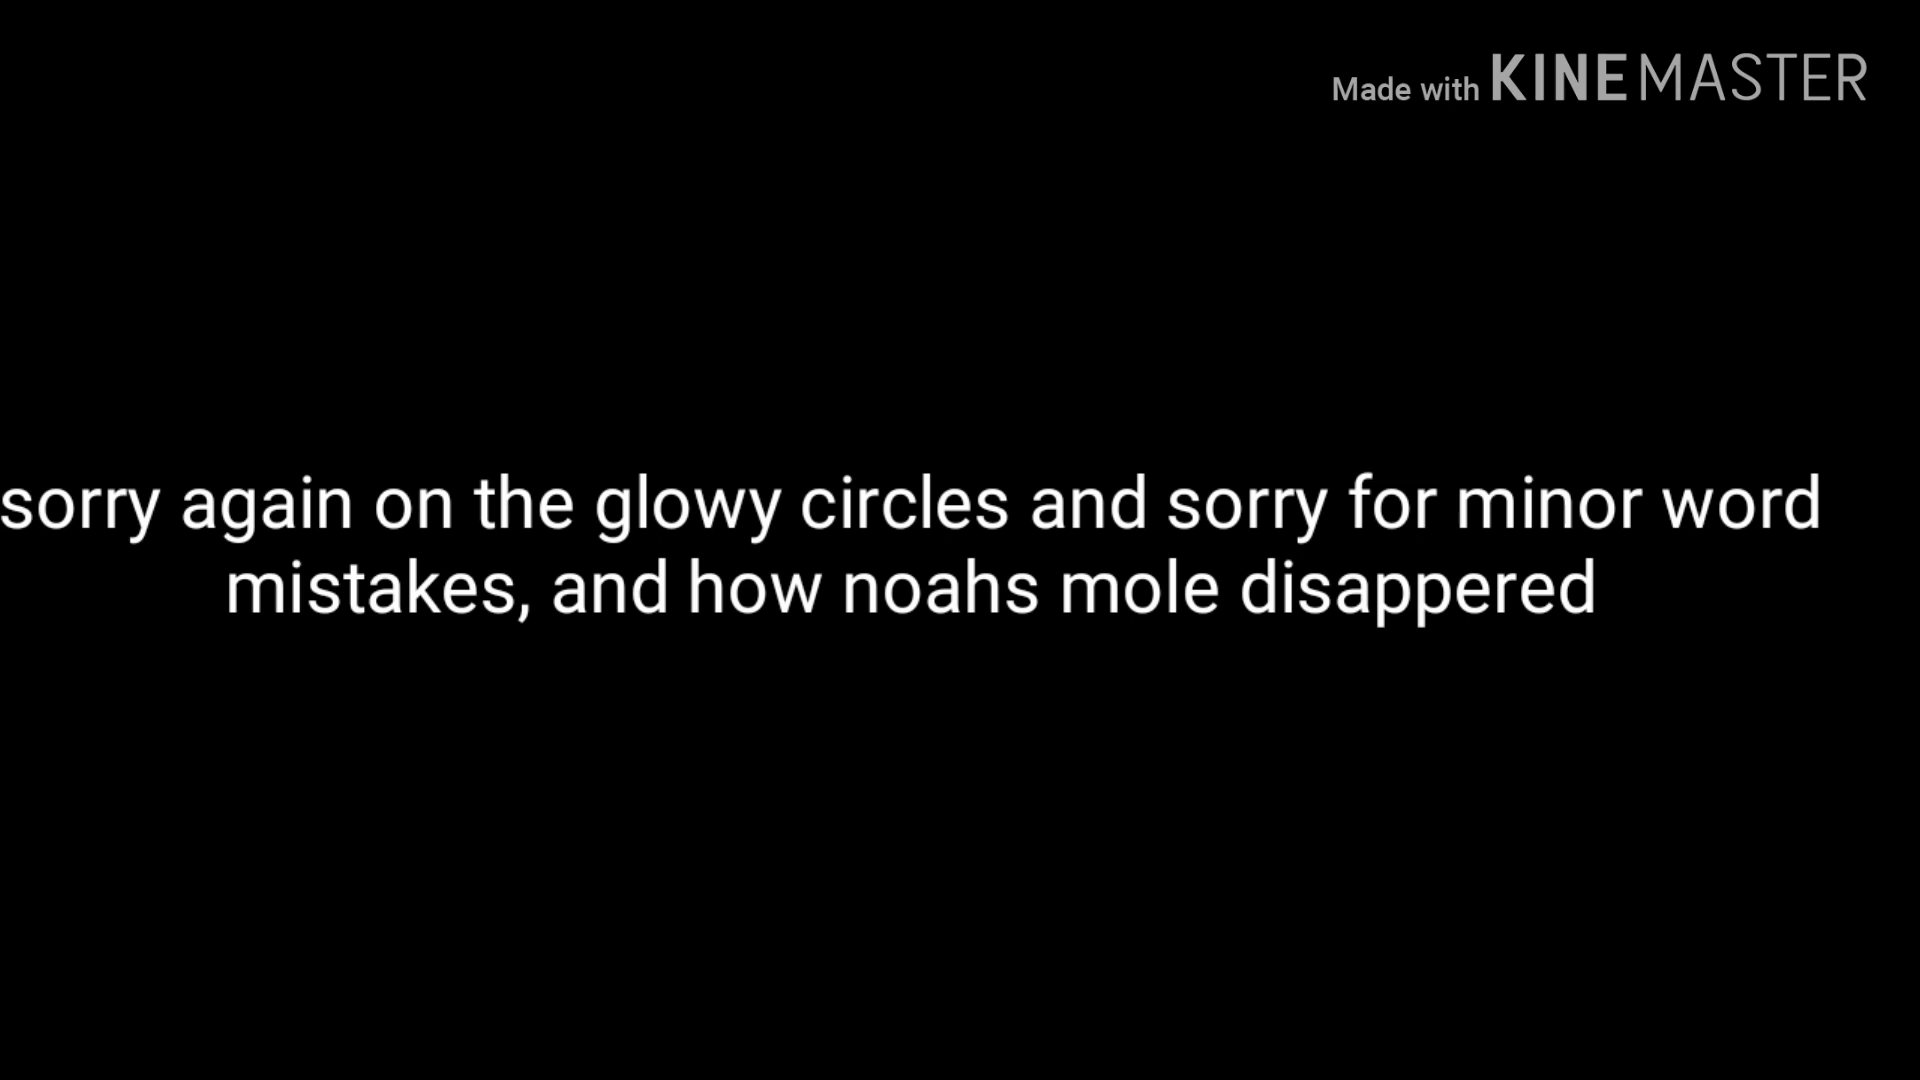 Made with KINEMASTER
sorry again on the glowy circles and sorry for minor word
mistakes, and how noahs mole disappered